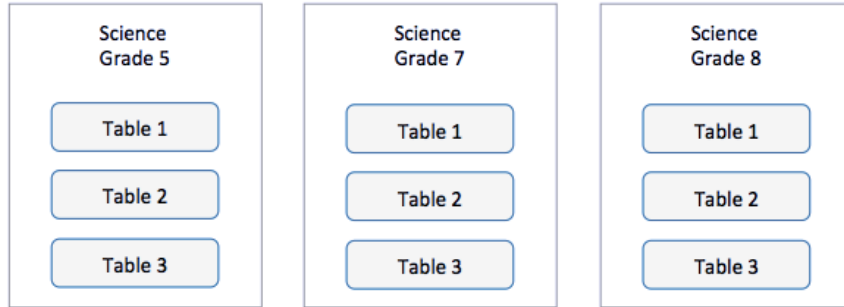 Science
Grade 5
Table 1
Table 2
Table 3
Science
Grade 7
Table 1
Table 2
Table 3
Science
Grade 8
Table 1
Table 2
Table 3